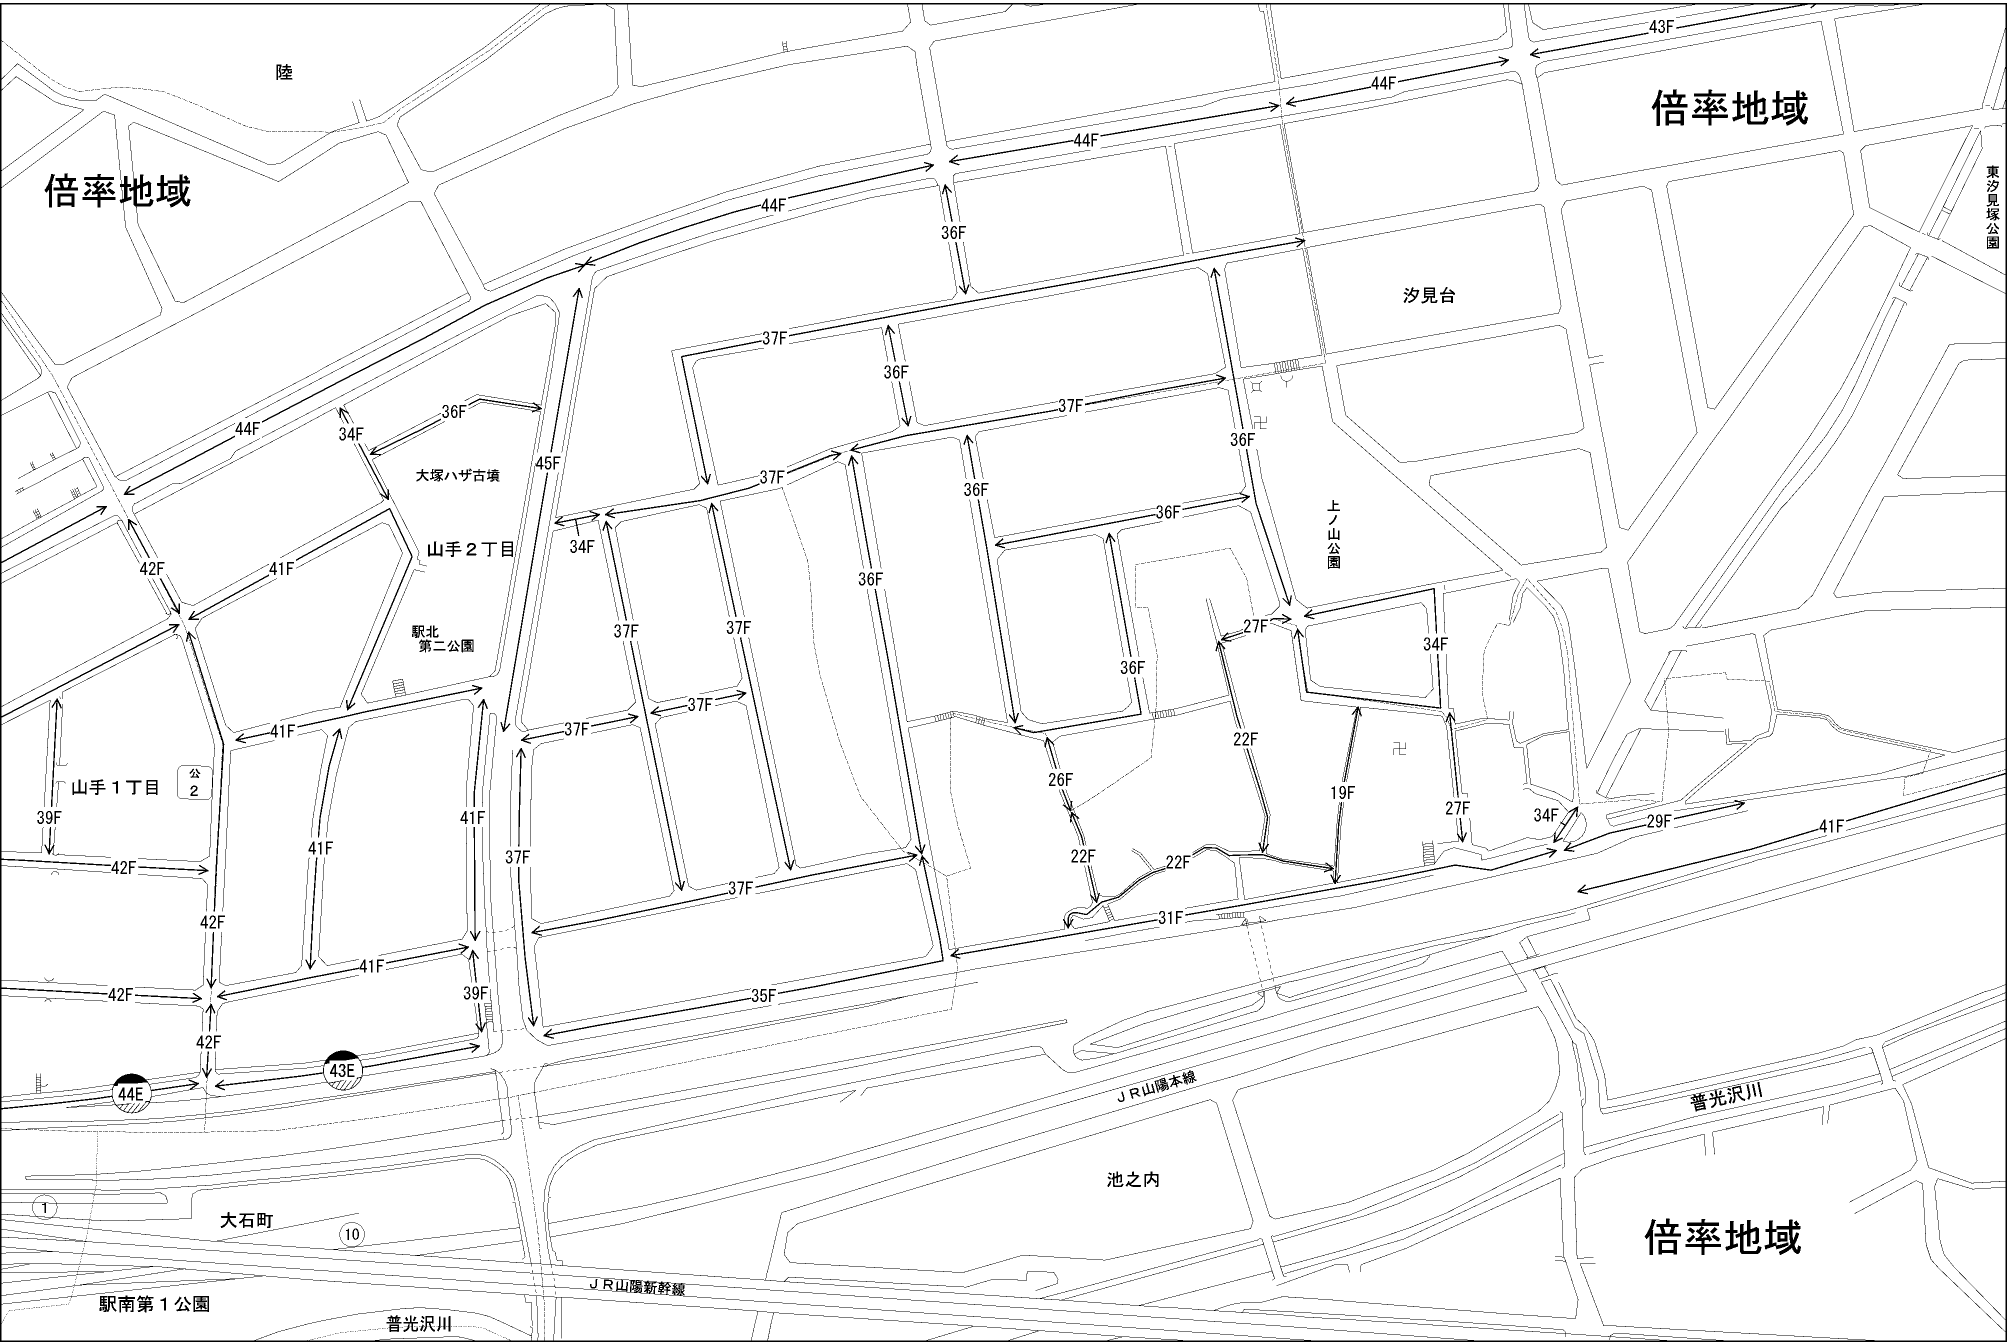 43F
陸
44F
倍率地域
44F
東汐見塚公園
倍率地域
44F
36F
汐見台
37F
36F
37F
36F
44F
34F
36F
45F
大塚ハザ古墳
37F
36F
36F
36F
上ノ山公園
34F
山手2丁目
42F
41F
36F
駅北
第二公園
37F
37F
27F
34F
36F
37F
37F
41F
22F
26F
19F
山手1丁目
公
2
39F
41F
41F
27F
34F
29F
41F
37F
22F
22F
42F
37F
42F
31F
41F
42F
39F
35F
42F
43E
44E
JR山陽本線
普光沢川
池之内
1
大石町
10
倍率地域
JR山陽新幹線
駅南第1公園
普光沢川